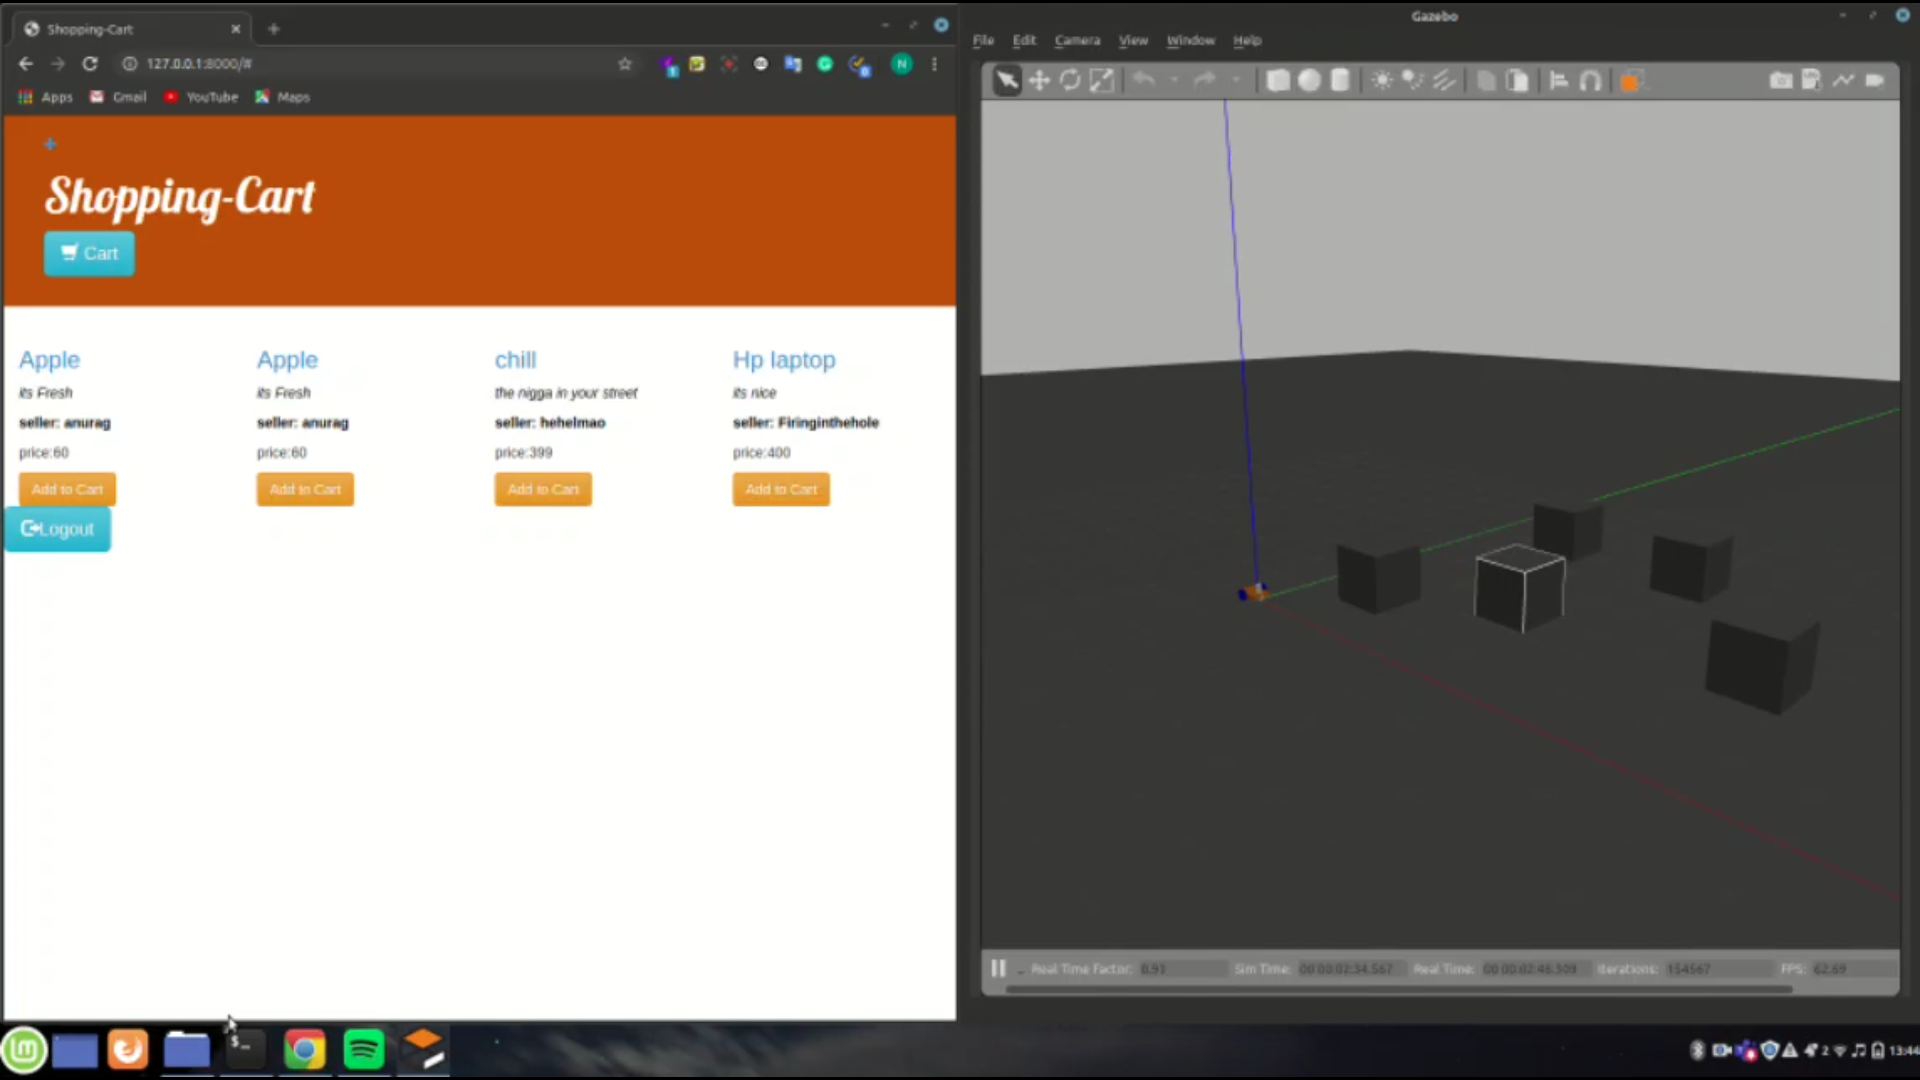 Shopping-Cart
127.0.0.1:8000/#
N
Apps Gmail YouTube Maps
Shopping-Cart
Cart
Apple
its Fresh
seller: anurag
price:60
Add to Cart
Apple
its Fresh
seller: anurag
price:60
Add to Cart
chill
the nigga in your street
seller: hehelmao
price:399
Add to Cart
Hp laptop
its nice
seller: Firinginthehole
price:400
Add to Cart
Logout
Gazebo
File Edit Camera View Window Help
Real Time Factor: 0.91 Sim Time: 00 00:02:34.567 Real Time: 00 00:02:46.309 Iterations: 154567 FPS: 62.69
$_
2
13:44